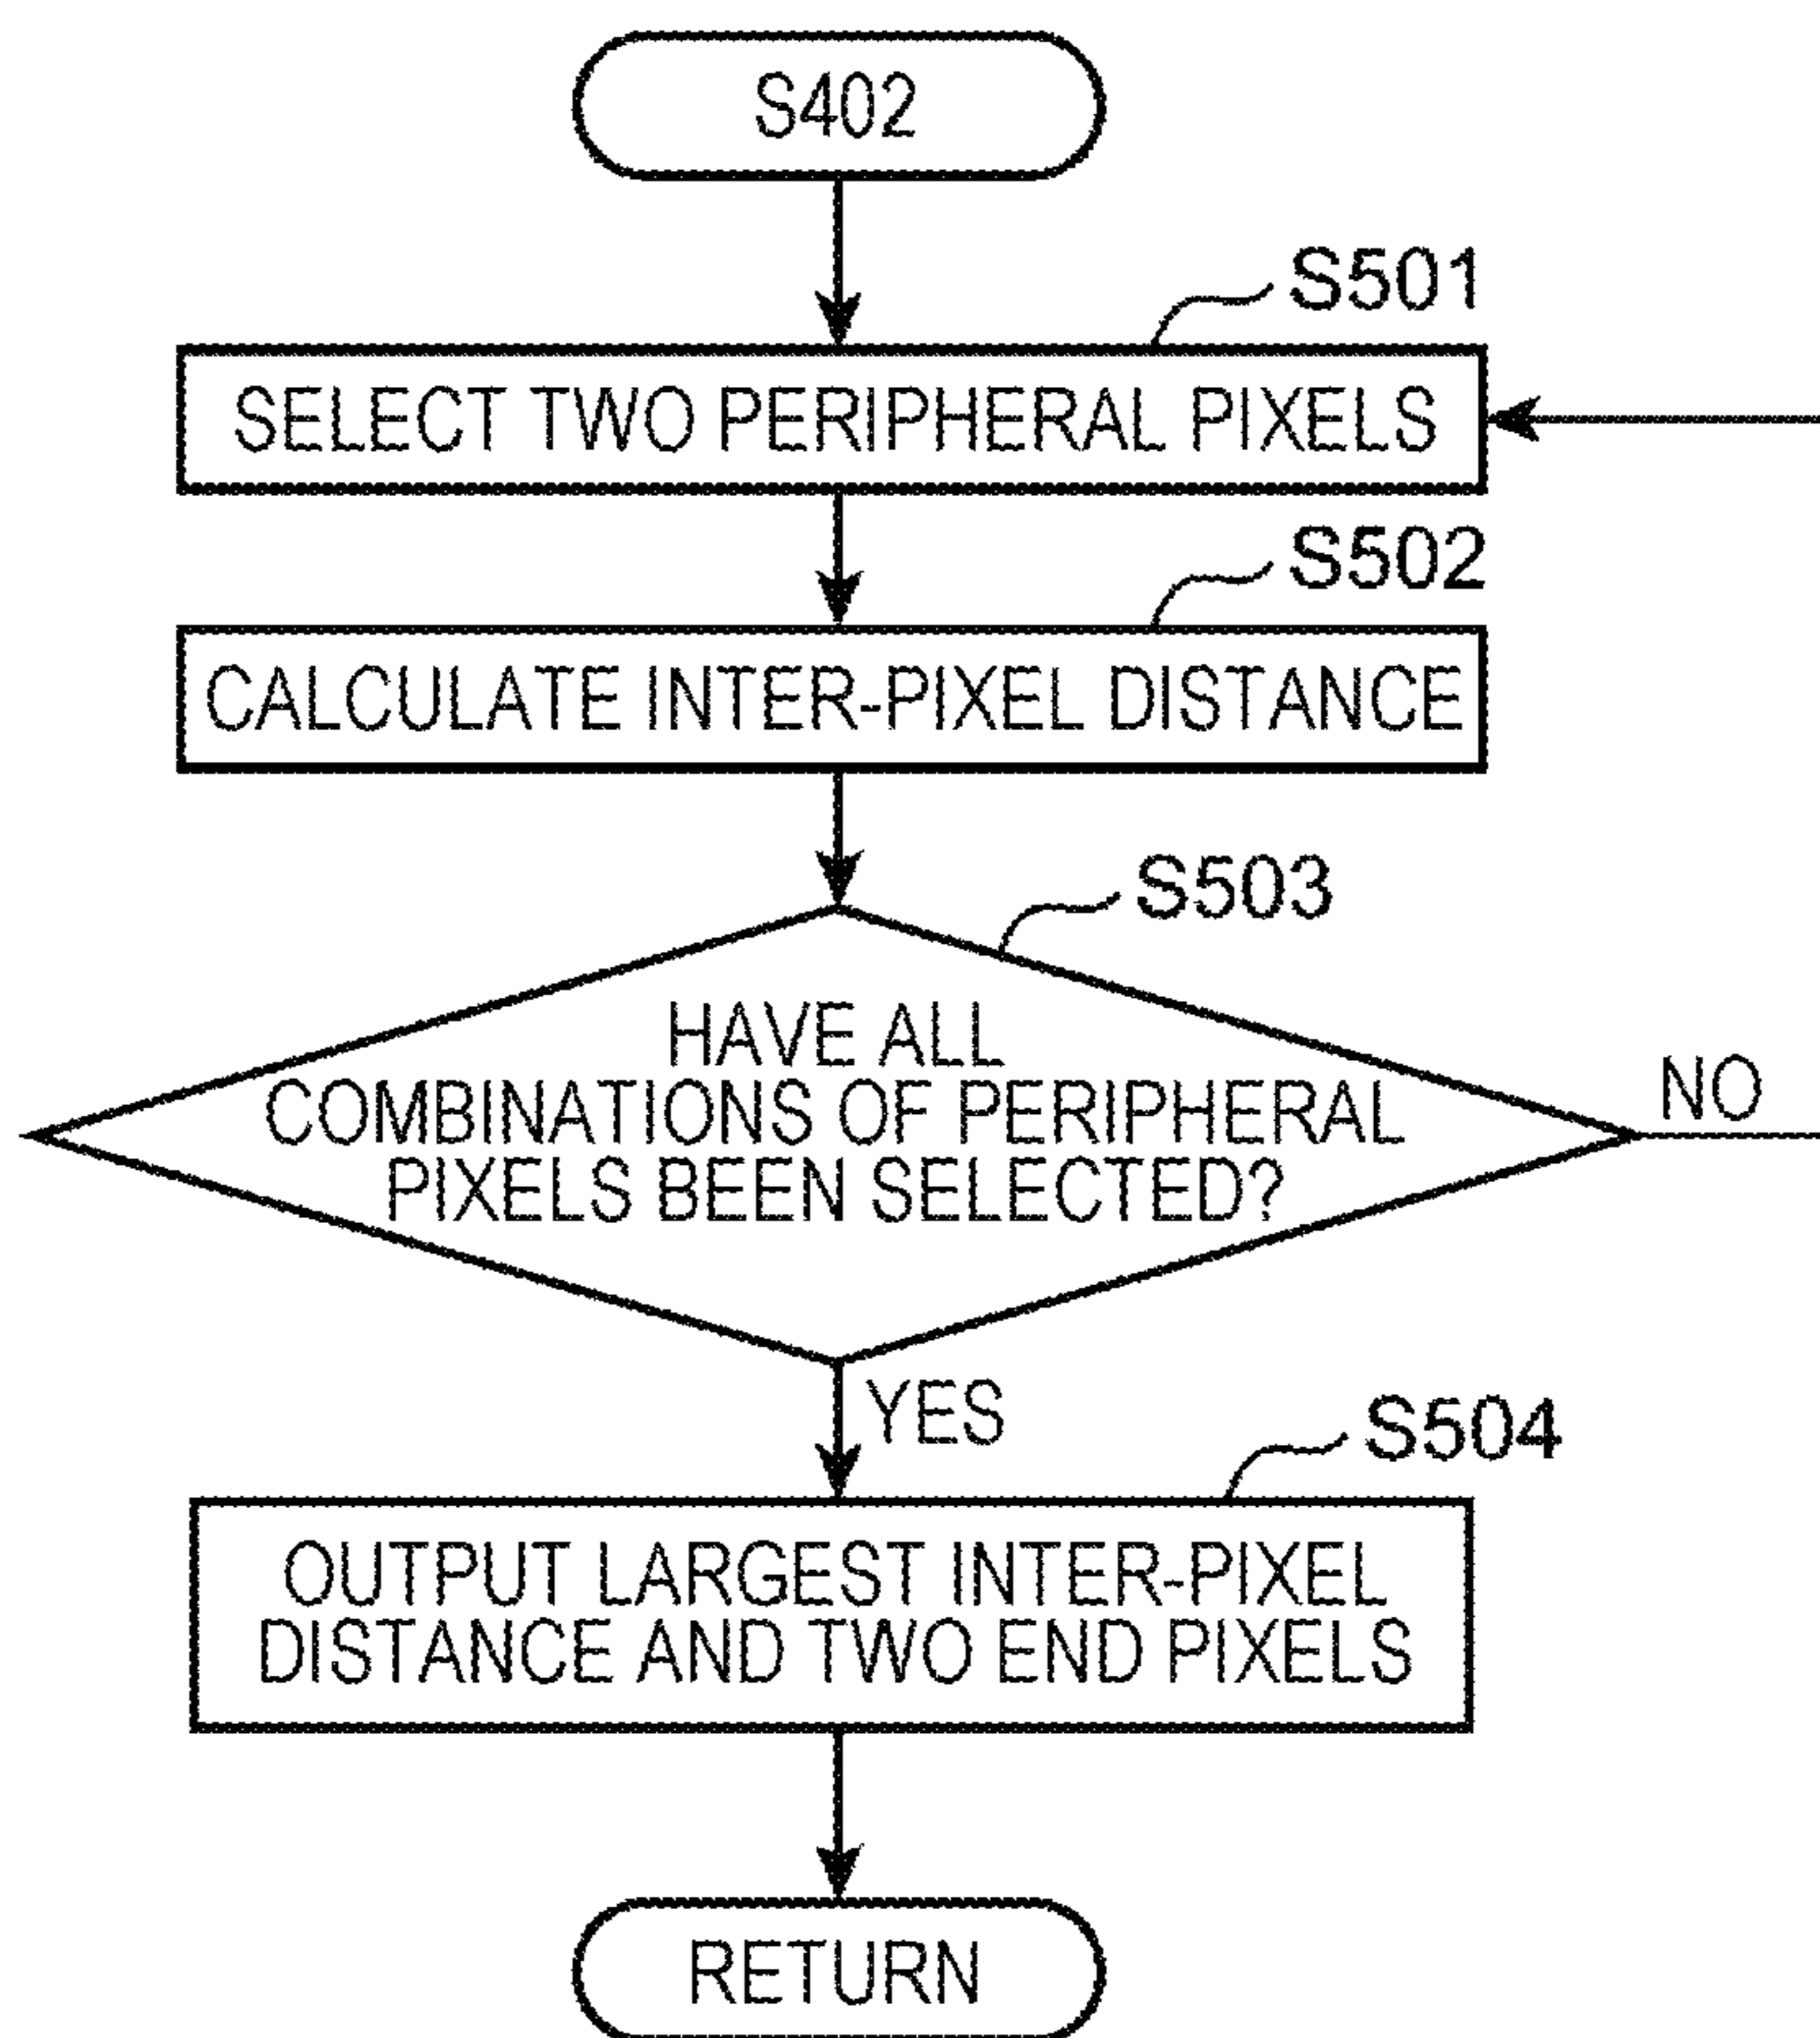 S402
S501
SELECT TWO PERIPHERAL PIXELS
S502
CALCULATE INTER-PIXEL DISTANCE
S503
HAVE ALL
COMBINATIONS OF PERIPHERAL
PIXELS BEEN SELECTED?
NO
YES
S504
OUTPUT LARGEST INTER-PIXEL
DISTANCE AND TWO END PIXELS
RETURN